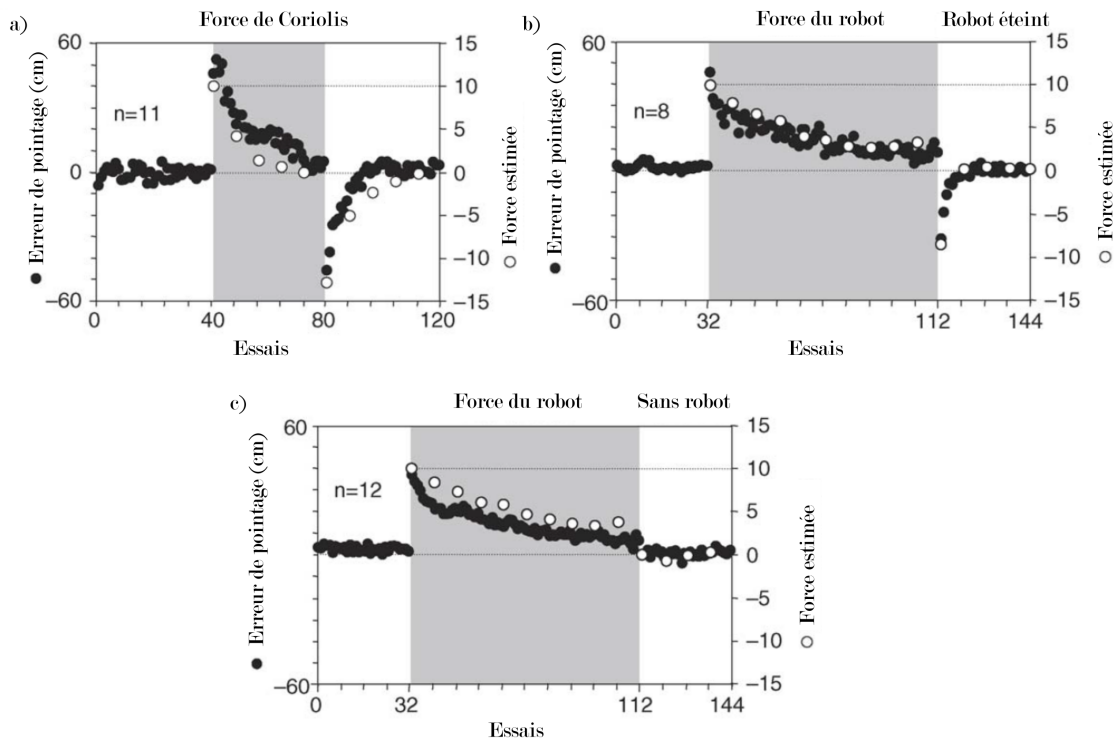 a)
Force de Coriolis
Erreur de pointage (cm)
60
0
–60
n=11
15
10
5
0
−5
−10
−15
Force estimée
0 40 80 120
Essais
b)
Force du robot Robot éteint
Erreur de pointage (cm)
60
0
–60
n=8
15
10
5
0
−5
−10
−15
Force estimée
0 32 112 144
Essais
c)
Force du robot Sans robot
Erreur de pointage (cm)
60
0
–60
n=12
15
10
5
0
−5
−10
−15
Force estimée
0 32 112 144
Essais